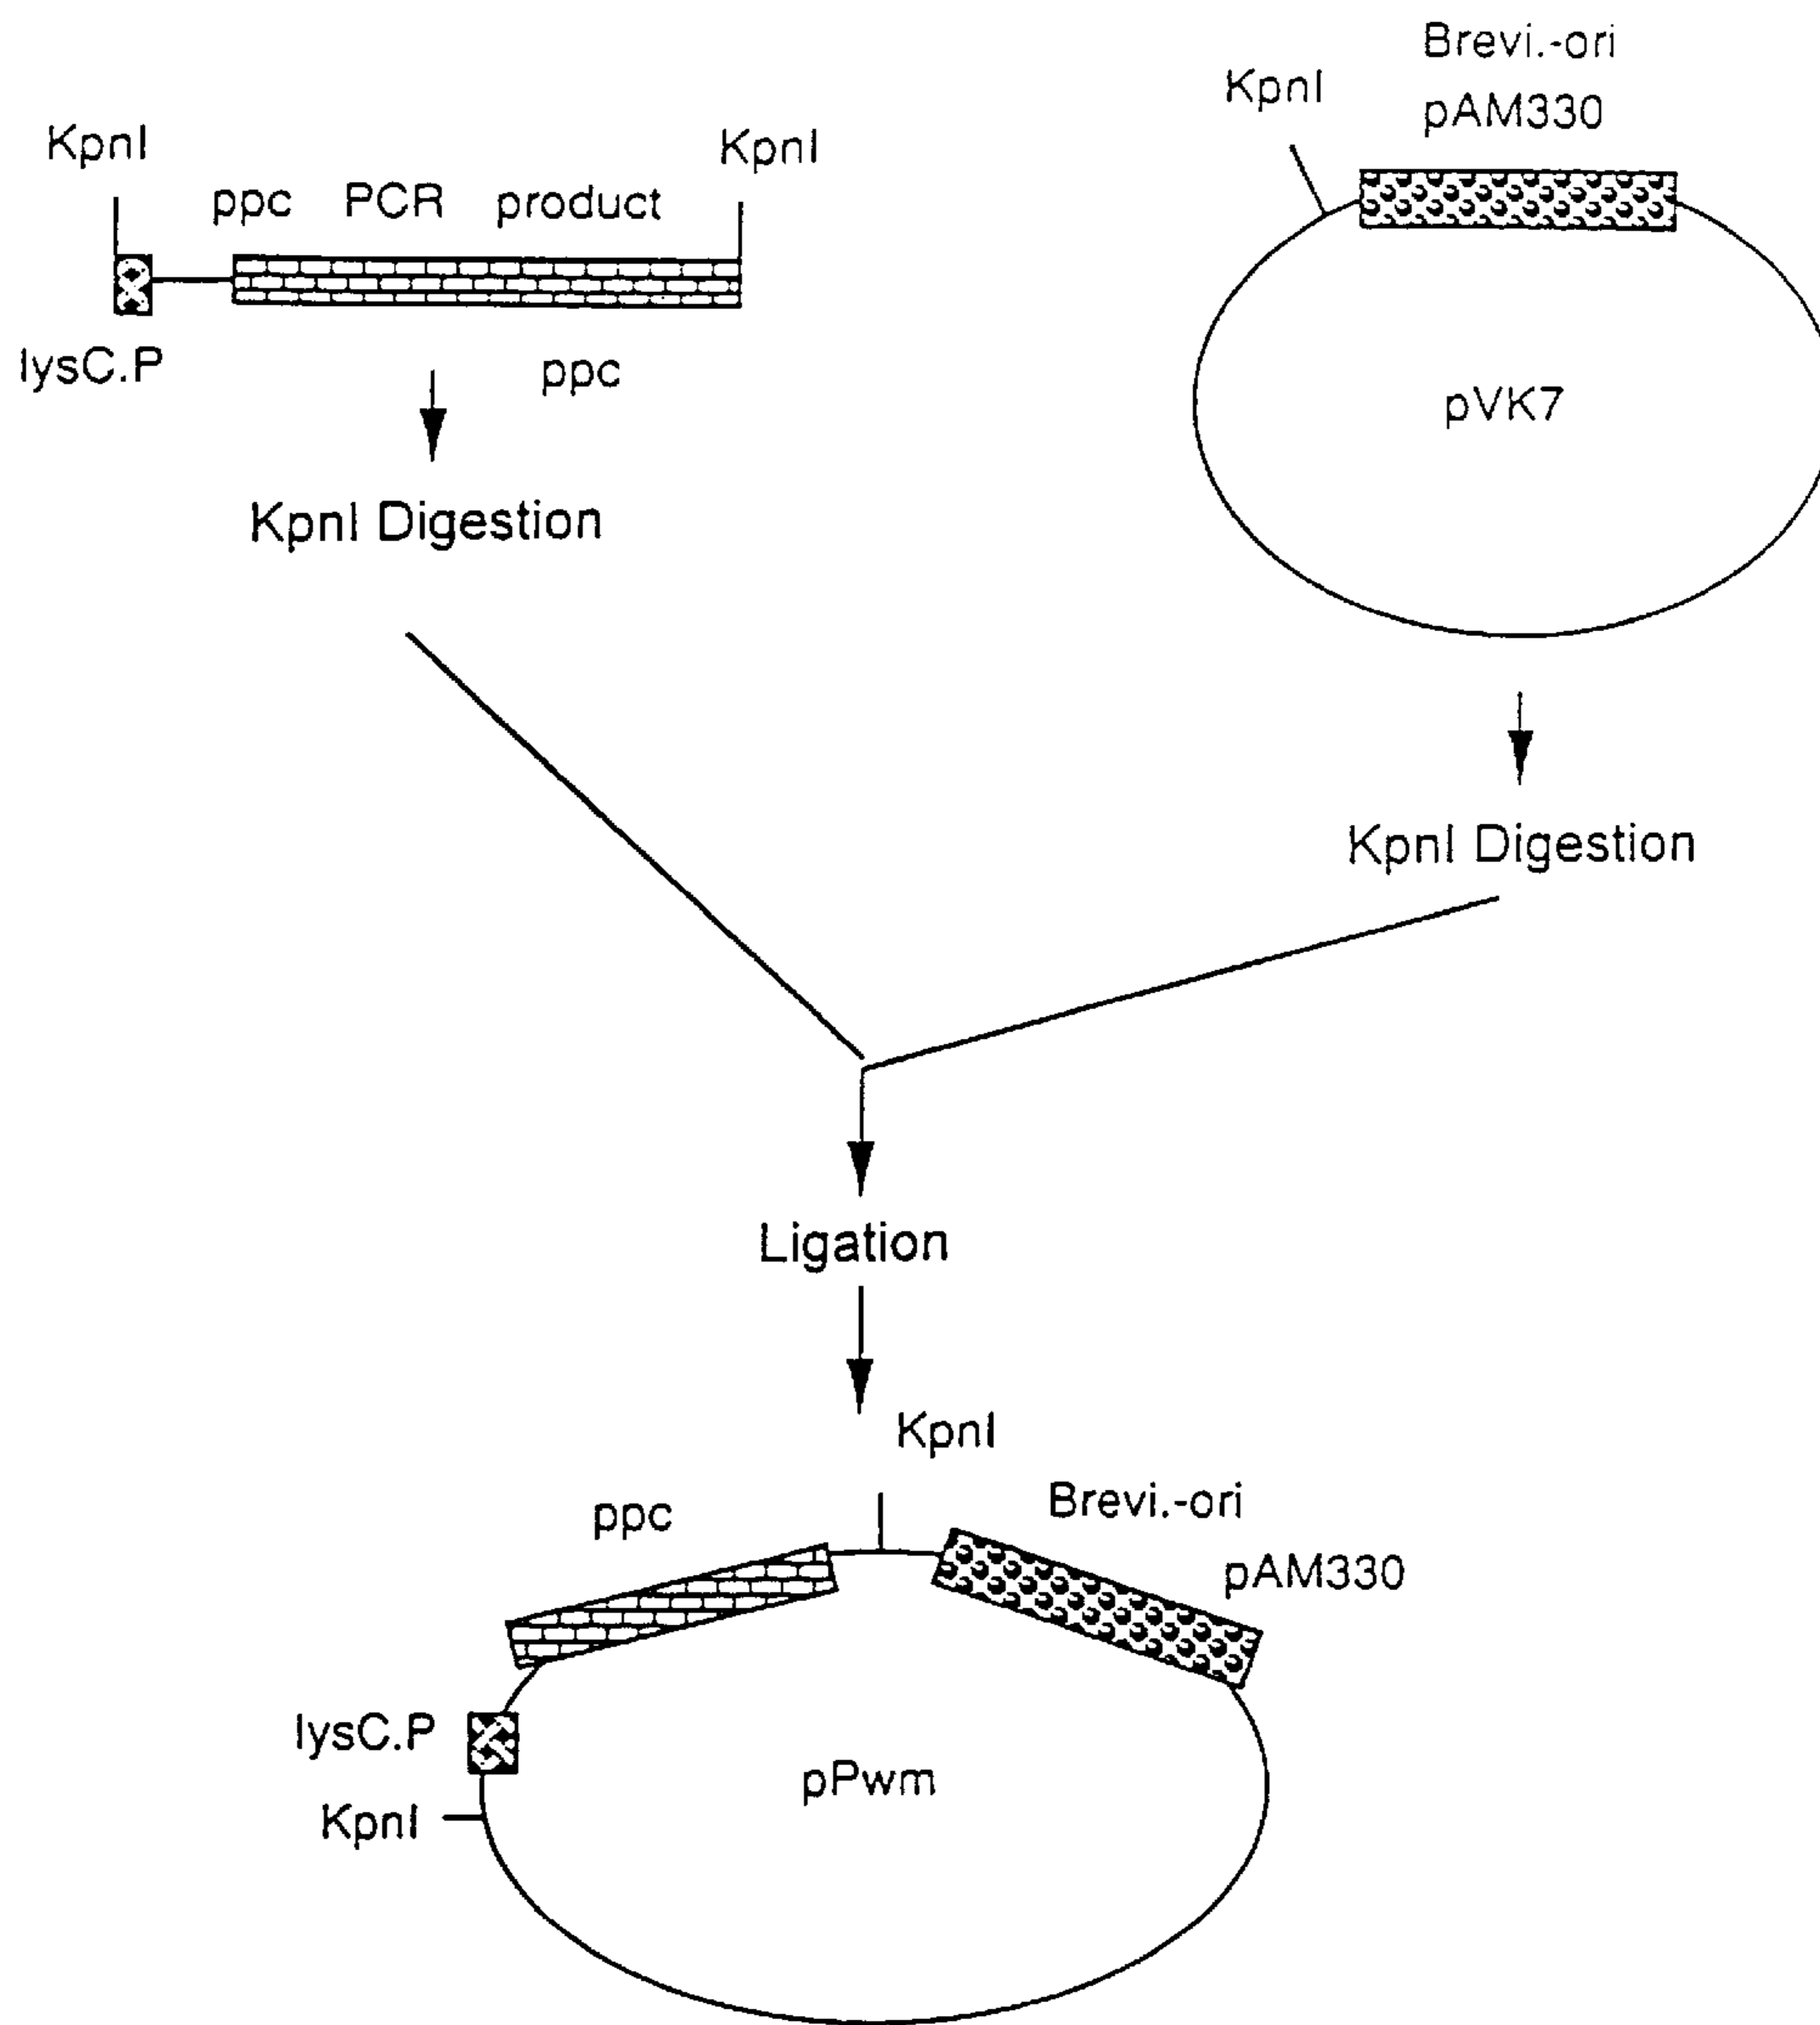 Brevi.-ori
KpnI
pAM330
KpnI
KpnI
ppc PCR product
lysC.P
ppc
pVK7
KpnI Digestion
KpnI Digestion
Ligation
KpnI
ppc
Brevi.-ori
pAM330
lysC.P
pPwm
KpnI